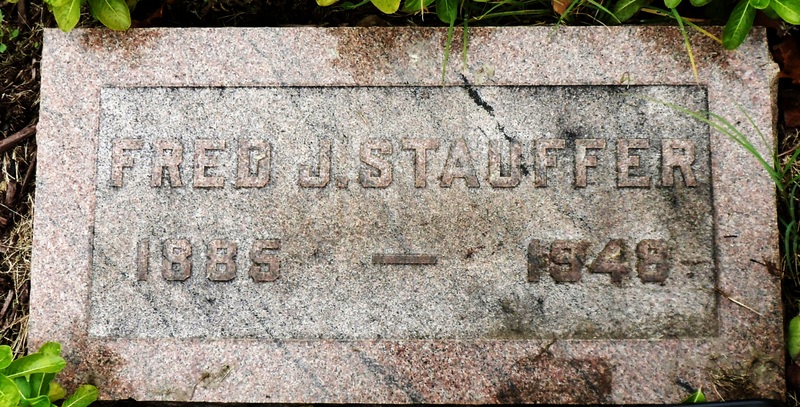 FRED J. STAUFFER
1885 — 1948